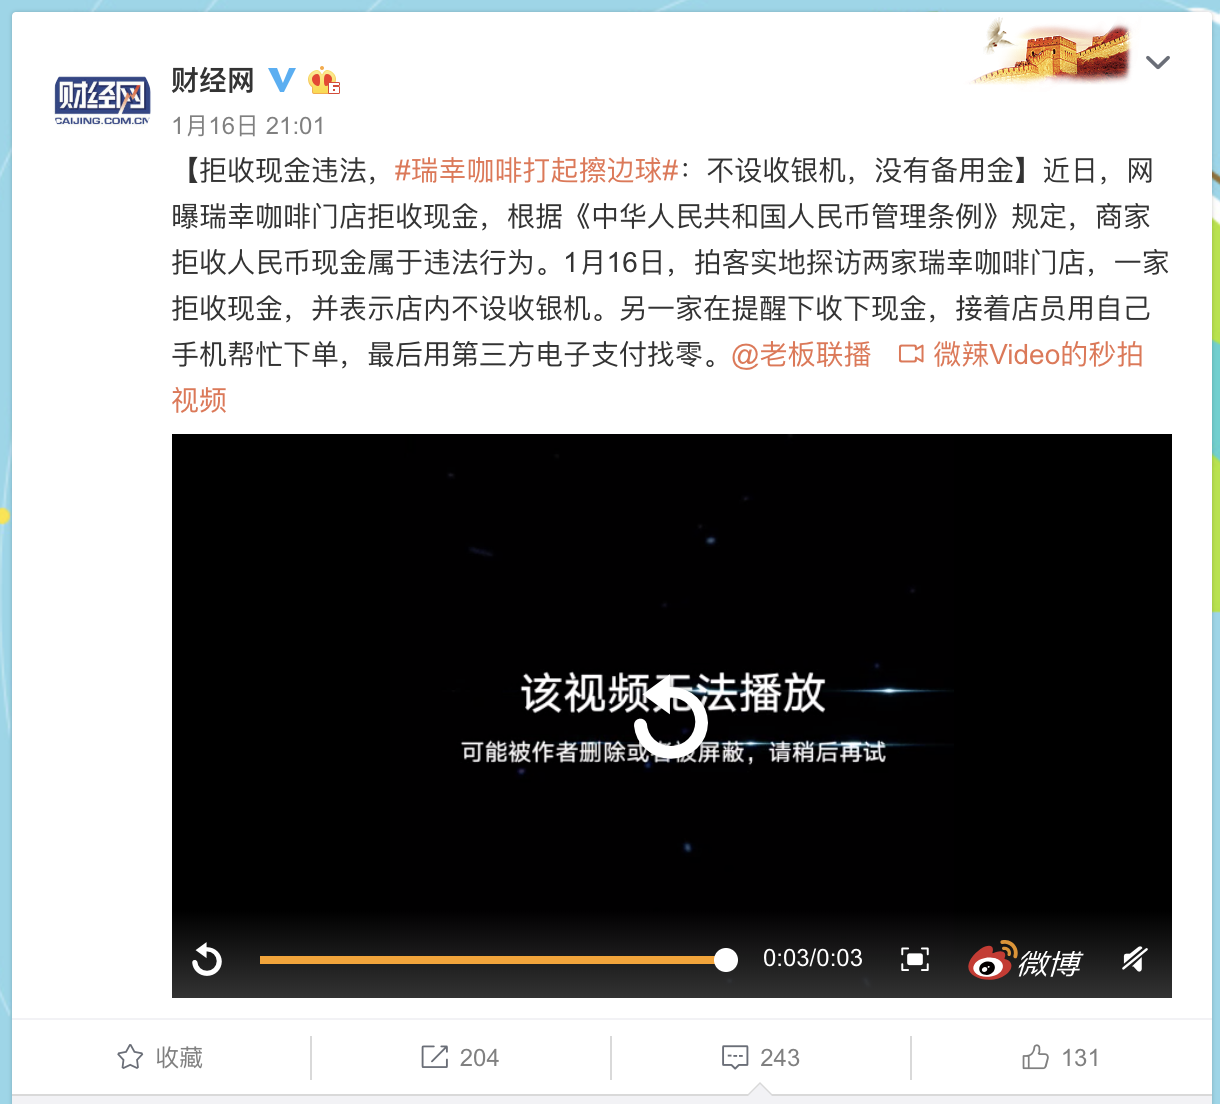 财经网
CAIJING.COM.CN
财经网
6
1月16日 21:01
【拒收现金违法，#瑞幸咖啡打起擦边球#：不设收银机，没有备用金】近日，网
曝瑞幸咖啡门店拒收现金，根据《中华人民共和国人民币管理条例》规定，商家
拒收人民币现金属于违法行为。1月16日，拍客实地探访两家瑞幸咖啡门店，一家
拒收现金，并表示店内不设收银机。另一家在提醒下收下现金，接着店员用自己
手机帮忙下单，最后用第三方电子支付找零。@老板联播 微辣Video的秒拍
视频
该视频无法播放
可能被作者删除或者被屏蔽，请稍后再试
0:03/0:03
微博
收藏
204
243
131